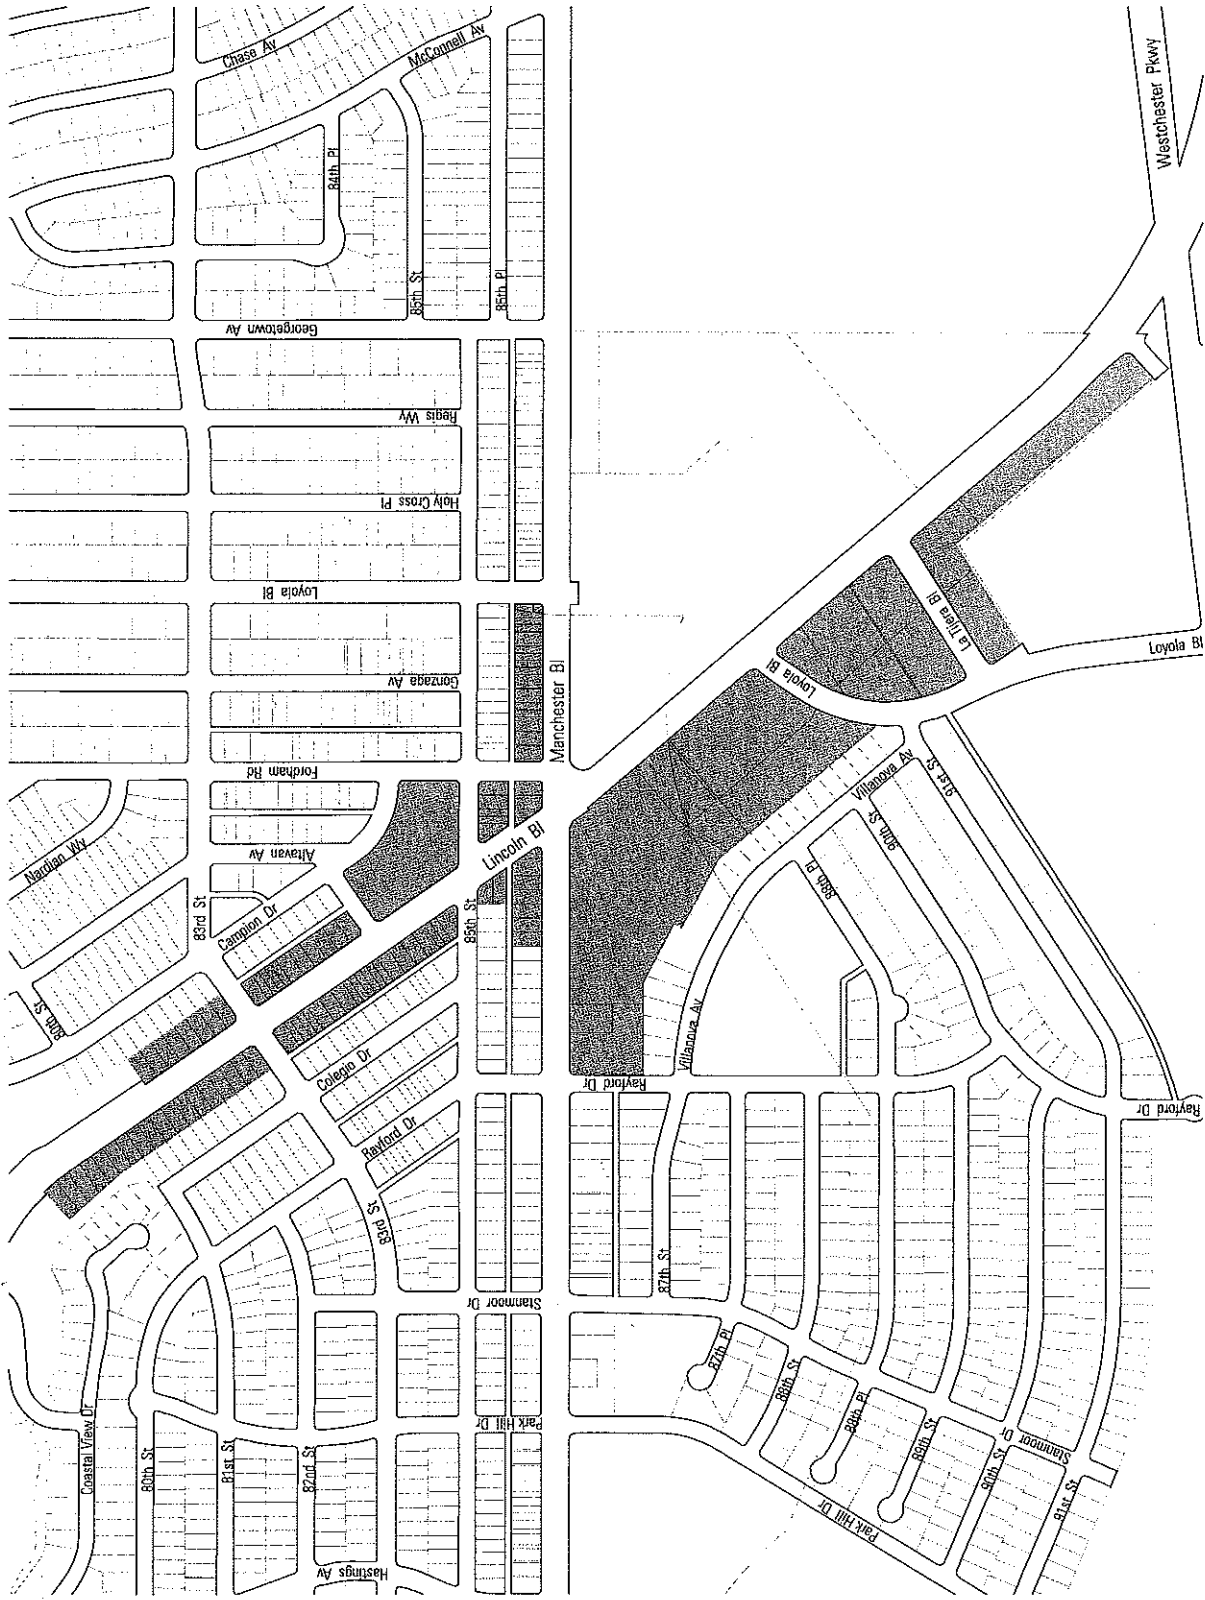 Chase Av
McConnell Av
Westchester Pkwy
84th Pl
85th St
85th Pl
Georgetown Av
Regis Wy
Holy Cross Pl
Loyola Bl
La Tijera Bl
Loyola Bl
Loyola Bl
Gonzaga Av
Manchester Bl
Fordham Rd
Villanova Av
91st St
Lincoln Bl
90th St
Altavan Av
Nardian Wy
88th Pl
83rd St
Campion Dr
85th St
80th St
Villanova Av
Colegio Dr
Rayford Dr
Rayford Dr
Rayford Dr
83rd St
87th St
Stanmoor Dr
87th Pl
88th St
Coastal View Dr
Park Hill Dr
88th Pl
89th St
Stanmoor Dr
80th St
81st St
82nd St
90th St
91st St
Park Hill Dr
Hastings Av